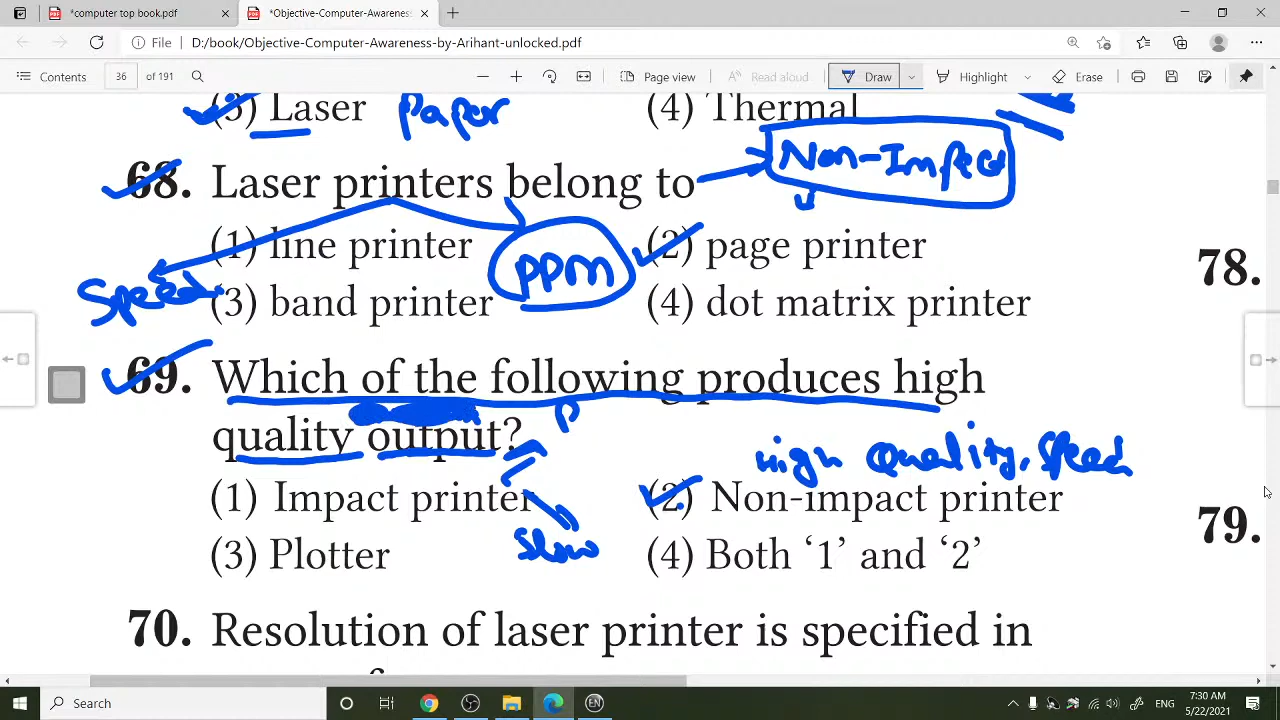 *computer top book.pdf
*Objective-Computer-Awareness-
File D:/book/Objective-Computer-Awareness-by-Arihant-unlocked.pdf
Contents 36 of 191 Page view Read aloud Draw Highlight Erase
(3) Laser Paper (4) Thermal
68. Laser printers belong to Non-Impect
(1) line printer (2) page printer
ppm
Speed
(3) band printer (4) dot matrix printer
78.
69. Which of the following produces high
quality output? P
High Quality, Speed
(1) Impact printer (2) Non-impact printer
Slow
(3) Plotter (4) Both ‘1’ and ‘2’
79.
70. Resolution of laser printer is specified in
Search EN 7:30 AM
5/22/2021